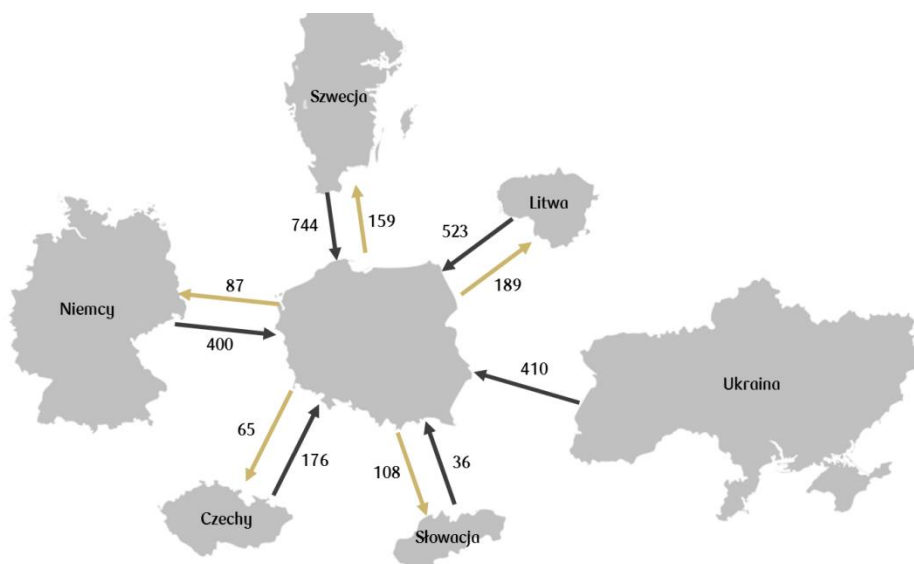 Szwecja
744
159
Litwa
523
189
Niemcy
87
400
410
Ukraina
65
176
108
36
Czechy
Słowacja